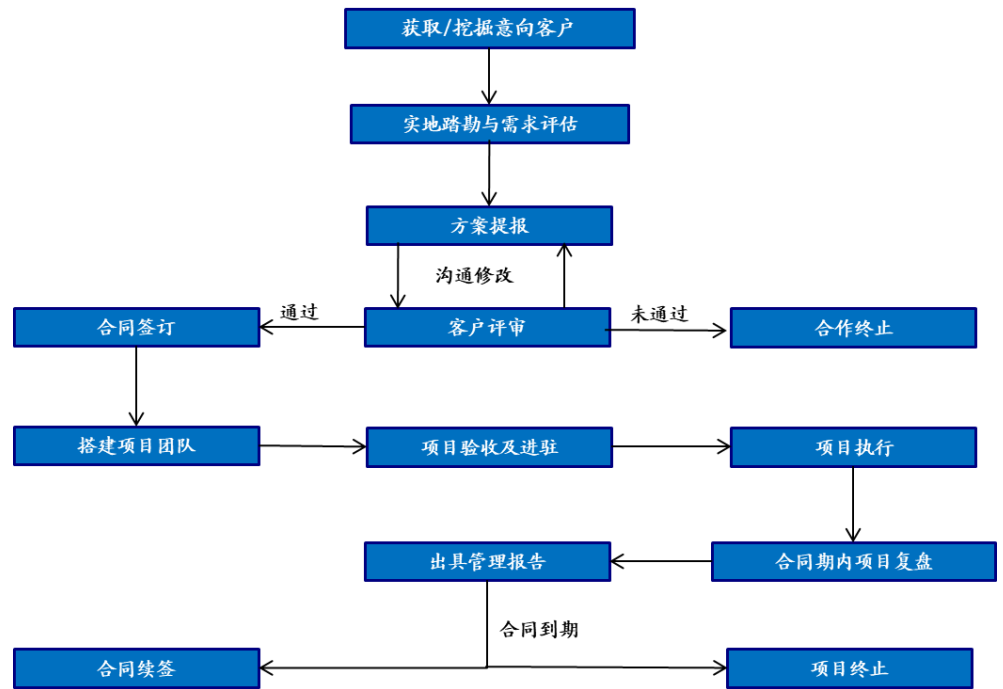 获取/挖掘意向客户
实地踏勘与需求评估
方案提报
沟通修改
合同签订
通过
客户评审
未通过
合作终止
搭建项目团队
项目验收及进驻
项目执行
出具管理报告
合同期内项目复盘
合同到期
合同续签
项目终止